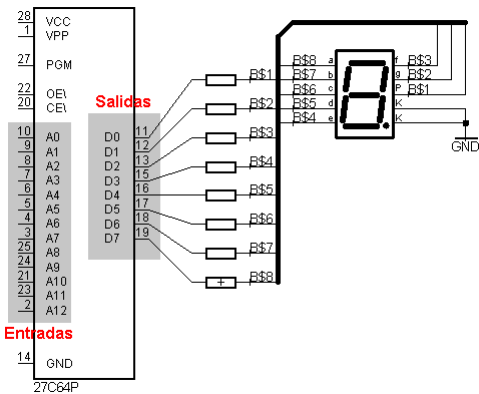 28 VCC
1 VPP
27 PGM
22 OE\
20 CE\
Salidas
10 A0 D0 11
9 A1 D1 12
8 A2 D2 13
7 A3 D3 15
6 A4 D4 16
5 A5 D5 17
4 A6 D6 18
3 A7 D7 19
25 A8
24 A9
21 A10
23 A11
2 A12
Entradas
14 GND
27C64P
B$1
B$2
B$3
B$4
B$5
B$6
B$7
+ B$8
B$8 a f B$3
B$7 b g B$2
B$6 c P B$1
B$5 d K
B$4 e K
GND